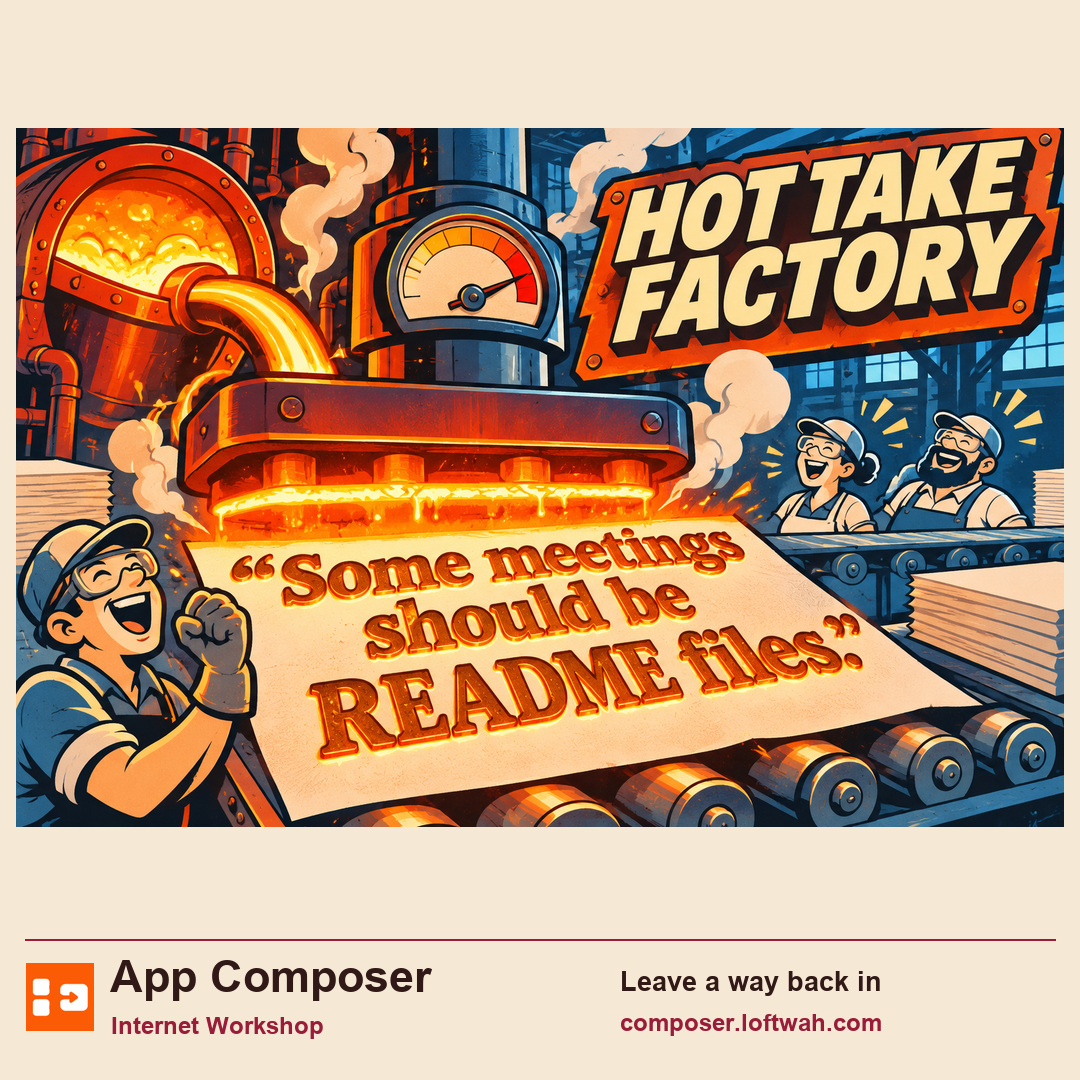 HOT TAKE
FACTORY
“Some meetings
should be
README files.”
App Composer
Internet Workshop
Leave a way back in
composer.loftwah.com